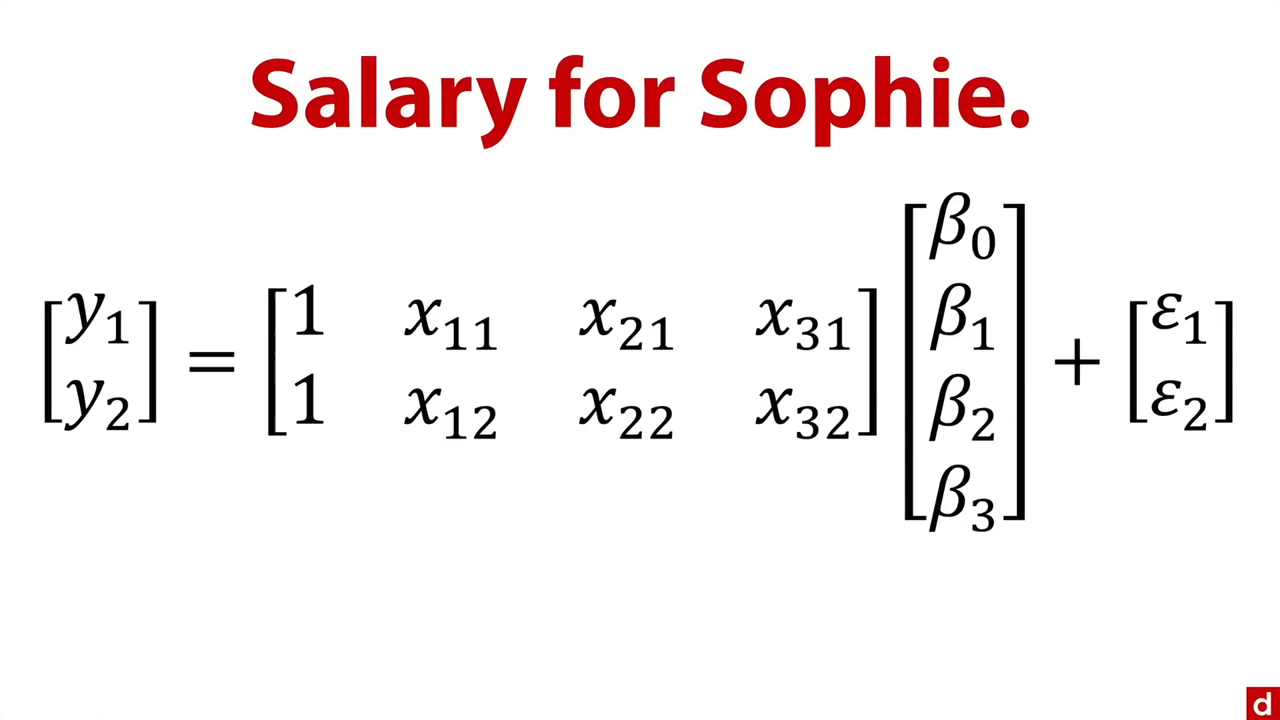 Salary for Sophie.
[y₁ y₂] = [1 x₁₁ x₂₁ x₃₁; 1 x₁₂ x₂₂ x₃₂] [β₀ β₁ β₂ β₃] + [ε₁ ε₂]
d